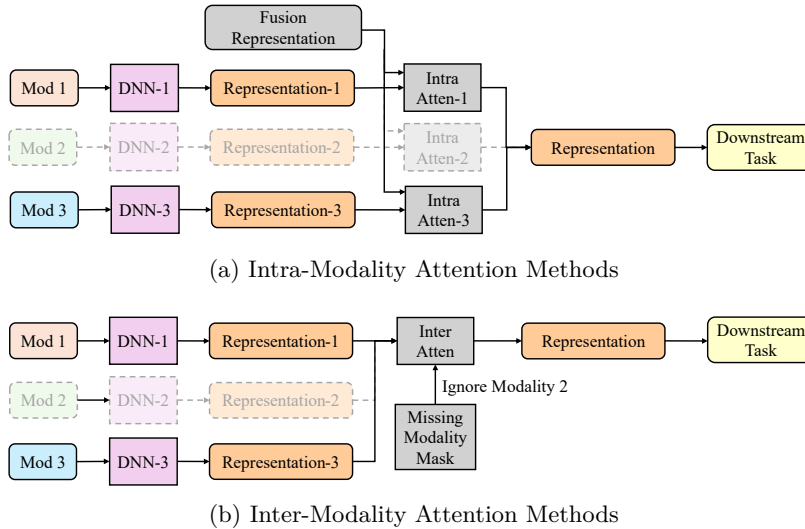 Fusion
Representation
Mod 1
DNN-1
Representation-1
Intra
Atten-1
Mod 2
DNN-2
Representation-2
Intra
Atten-2
Representation
Downstream
Task
Mod 3
DNN-3
Representation-3
Intra
Atten-3
(a) Intra-Modality Attention Methods
Mod 1
DNN-1
Representation-1
Inter
Atten
Representation
Downstream
Task
Mod 2
DNN-2
Representation-2
Ignore Modality 2
Mod 3
DNN-3
Representation-3
Missing
Modality
Mask
(b) Inter-Modality Attention Methods